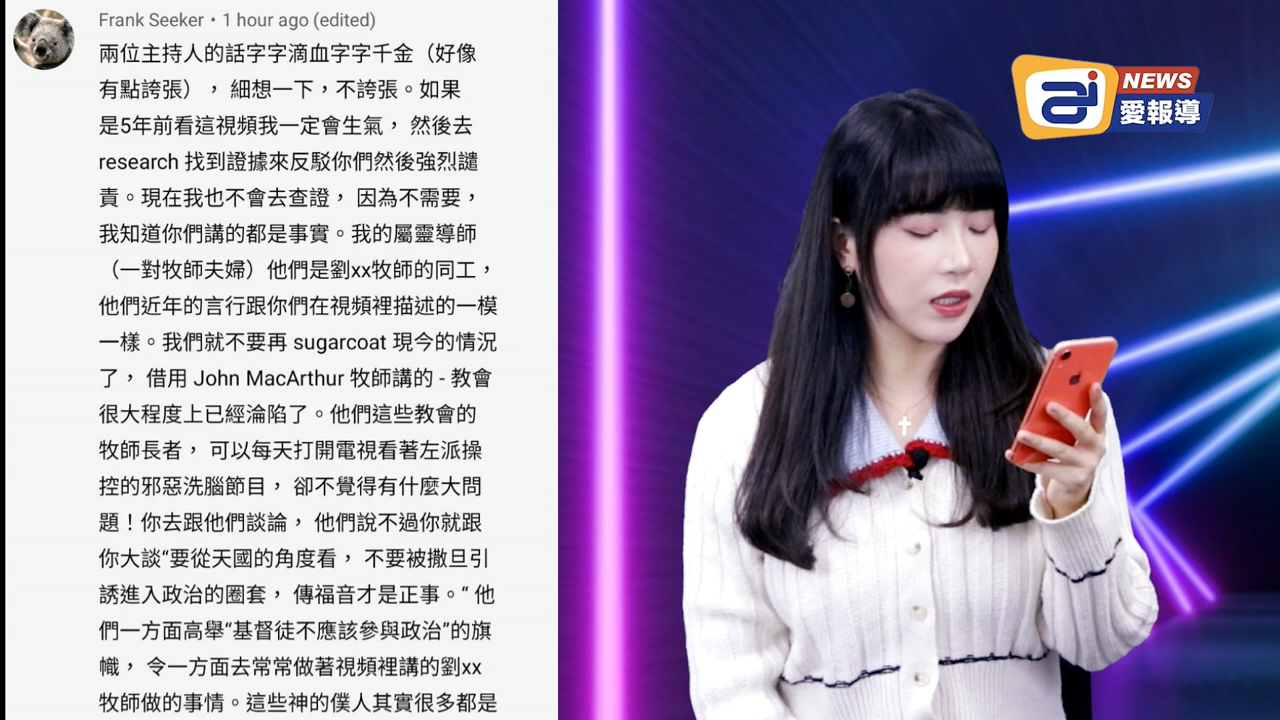 Frank Seeker • 1 hour ago (edited)
兩位主持人的話字字滴血字字千金（好像
有點誇張），細想一下，不誇張。如果
是5年前看這視頻我一定會生氣，然後去
research 找到證據來反駁你們然後強烈譴
責。現在我也不會去查證，因為不需要，
我知道你們講的都是事實。我的屬靈導師
（一對牧師夫婦）他們是劉xx牧師的同工，
他們近年的言行跟你們在視頻裡描述的一模
一樣。我們就不要再 sugarcoat 現今的情況
了，借用 John MacArthur 牧師講的 - 教會
很大程度上已經淪陷了。他們這些教會的
牧師長者，可以每天打開電視看著左派操
控的邪惡洗腦節目，卻不覺得有什麼大問
題！你去跟他們談論，他們說不過你就跟
你大談“要從天國的角度看，不要被撒旦引
誘進入政治的圈套，傳福音才是正事。“ 他
們一方面高舉“基督徒不應該參與政治”的旗
幟，令一方面去常常做著視頻裡講的劉xx
牧師做的事情。這些神的僕人其實很多都是
ai NEWS
愛報導